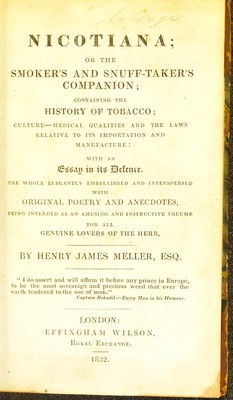 NICOTIANA;
OR THE
SMOKER'S AND SNUFF-TAKER'S
COMPANION;
CONTAINING THE
HISTORY OF TOBACCO;
CULTURE—MEDICAL QUALITIES AND THE LAWS
RELATIVE TO ITS IMPORTATION AND
MANUFACTURE:
WITH AN
Essay in its Defence.
THE WHOLE ELEGANTLY EMBELLISHED AND INTERSPERSED
WITH
ORIGINAL POETRY AND ANECDOTES,
BEING INTENDED AS AN AMUSING AND INSTRUCTIVE VOLUME
FOR ALL
GENUINE LOVERS OF THE HERB,
BY HENRY JAMES MELLER, ESQ.
"I do assert and will affirm it before any prince in Europe,
to be the most sovereign and precious weed that ever the
earth tendered to the use of man."
Captain Bobadil—Every Man in his Humour.
LONDON:
EFFINGHAM WILSON,
ROYAL EXCHANGE.
1832.